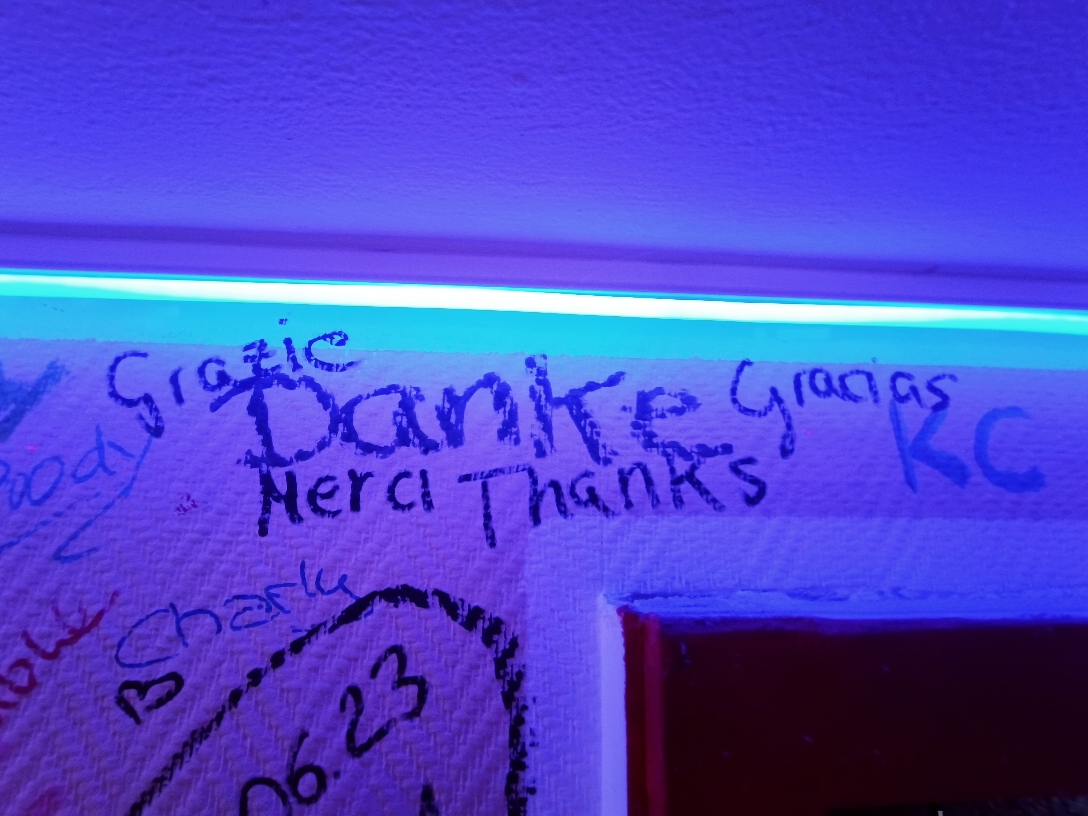 Grazie
Danke
Gracias
Merci Thanks
KC
Charly
06.23